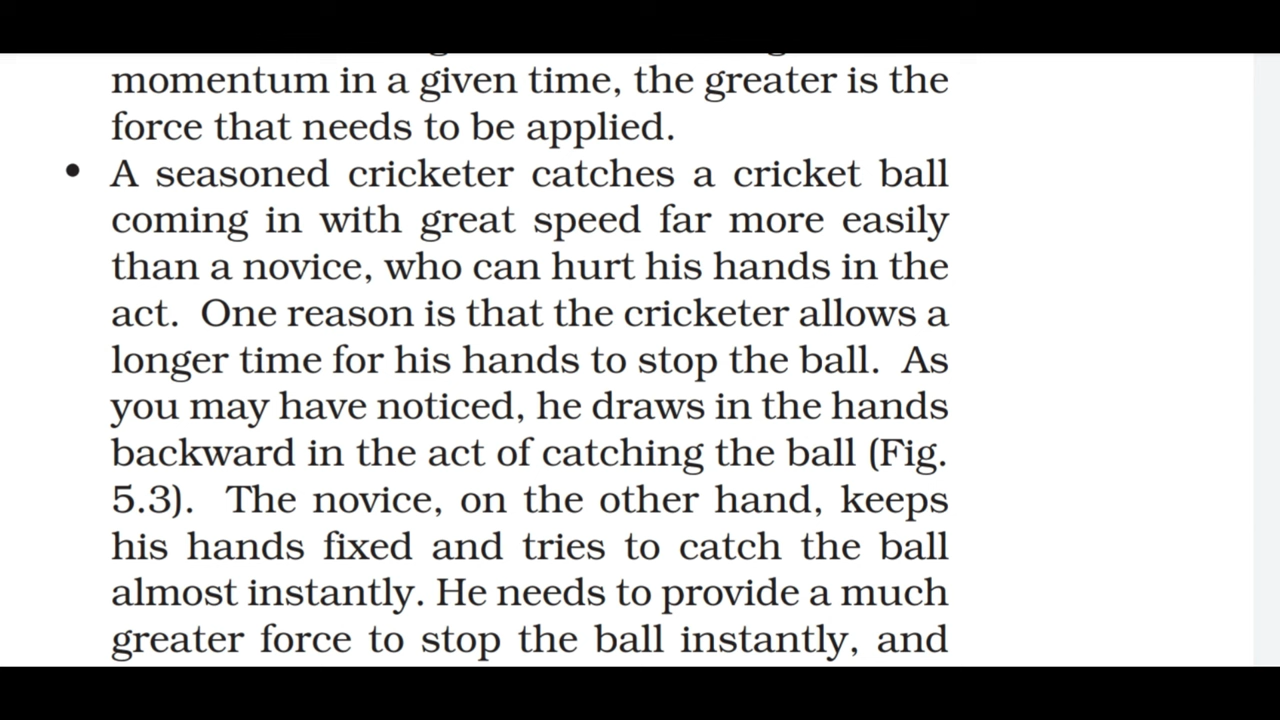 momentum in a given time, the greater is the
force that needs to be applied.
• A seasoned cricketer catches a cricket ball
coming in with great speed far more easily
than a novice, who can hurt his hands in the
act. One reason is that the cricketer allows a
longer time for his hands to stop the ball. As
you may have noticed, he draws in the hands
backward in the act of catching the ball (Fig.
5.3). The novice, on the other hand, keeps
his hands fixed and tries to catch the ball
almost instantly. He needs to provide a much
greater force to stop the ball instantly, and